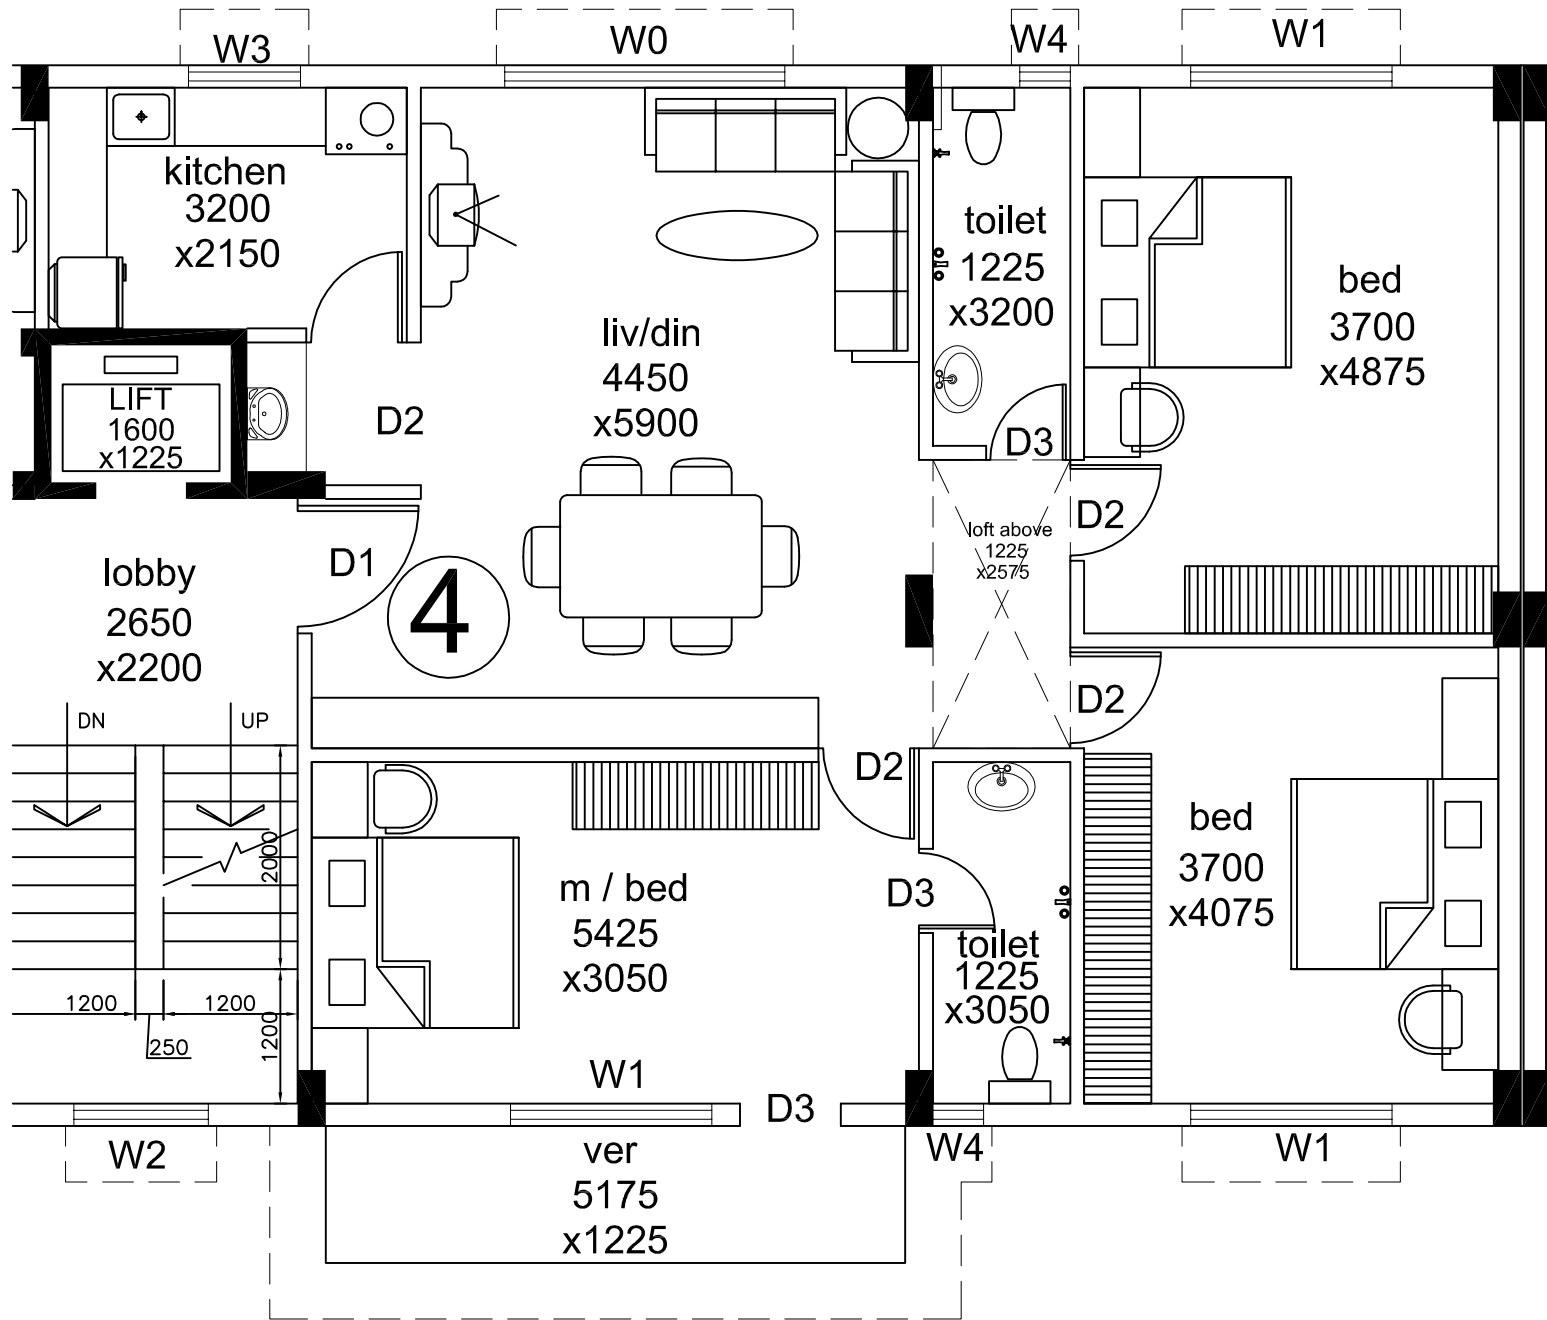 W3
W0
W4
W1
kitchen
3200
x2150
toilet
1225
x3200
bed
3700
x4875
liv/din
4450
x5900
LIFT
1600
x1225
D2
D3
D2
loft above
1225
x2575
D1
4
lobby
2650
x2200
DN
UP
D2
D2
bed
3700
x4075
m / bed
5425
x3050
D3
toilet
1225
x3050
2000
1200
1200
1200
250
W1
D3
W2
ver
5175
x1225
W4
W1